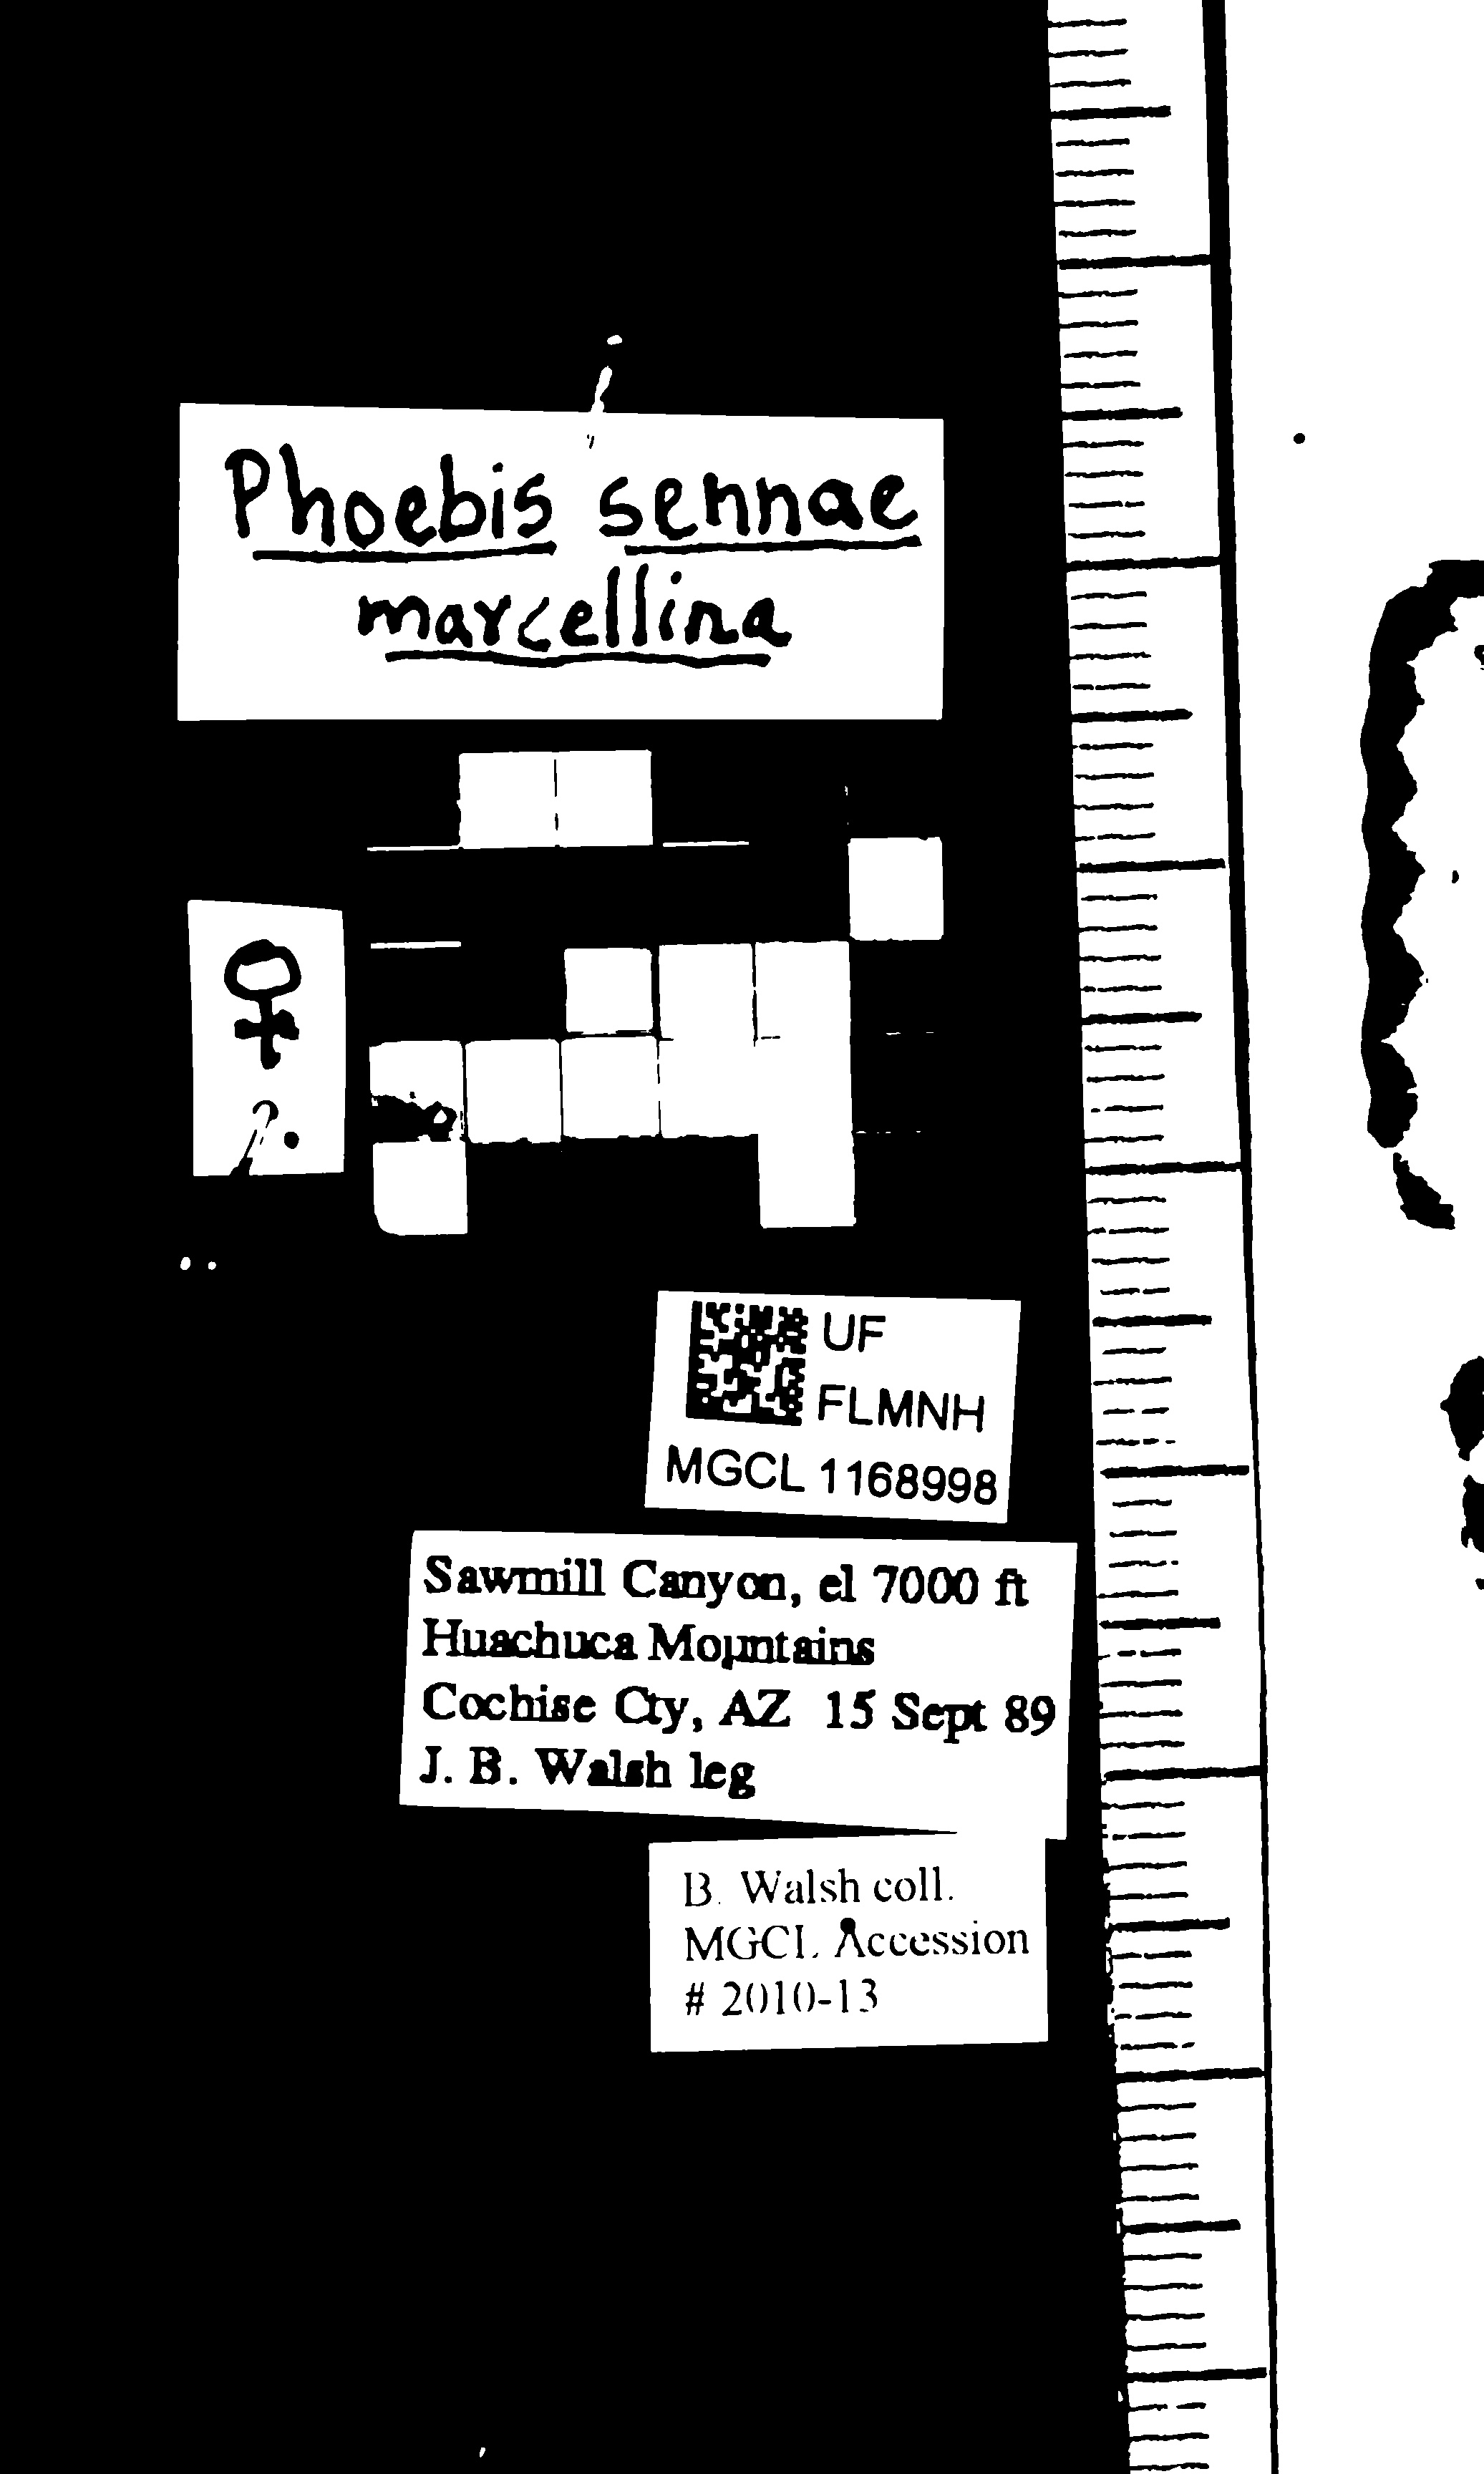 Phoebis sennae
marcellina
♀
?
UF
FLMNH
MGCL 1168998
Sawmill Canyon, el 7000 ft
Huachuca Mountains
Cochise Cty, AZ 15 Sept 89
J. B. Walsh leg
B. Walsh coll.
MGCL Accession
# 2010-13